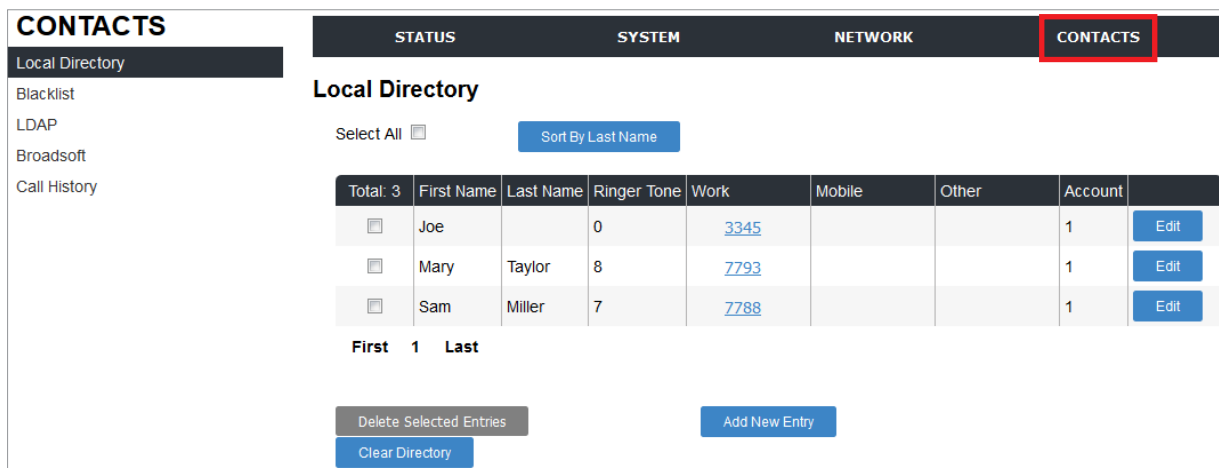 CONTACTS
Local Directory
Blacklist
LDAP
Broadsoft
Call History
STATUS SYSTEM NETWORK CONTACTS
Local Directory
Select All Sort By Last Name
Total: 3 First Name Last Name Ringer Tone Work Mobile Other Account
Joe 0 3345 1 Edit
Mary Taylor 8 7793 1 Edit
Sam Miller 7 7788 1 Edit
First 1 Last
Delete Selected Entries Add New Entry
Clear Directory